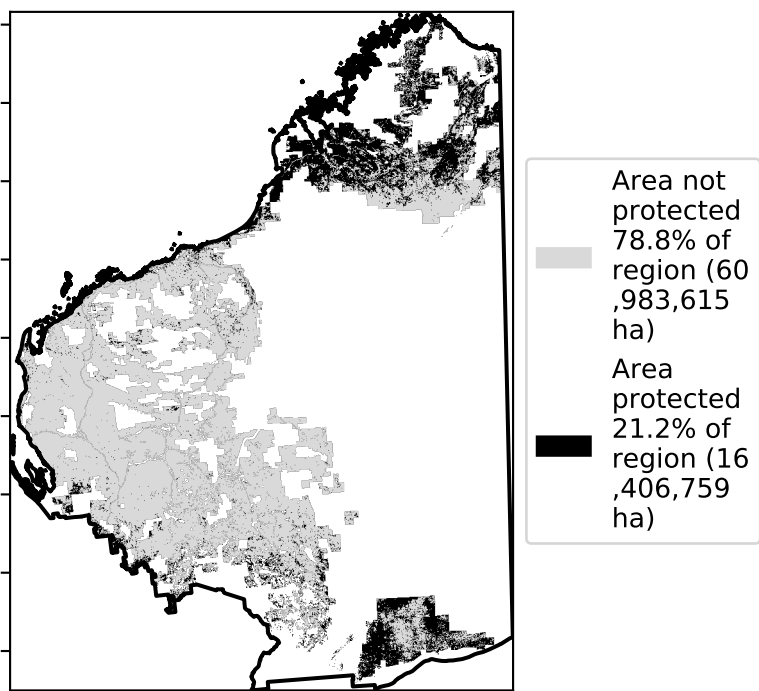 Area not
protected
78.8% of
region (60
,983,615
ha)
Area
protected
21.2% of
region (16
,406,759
ha)